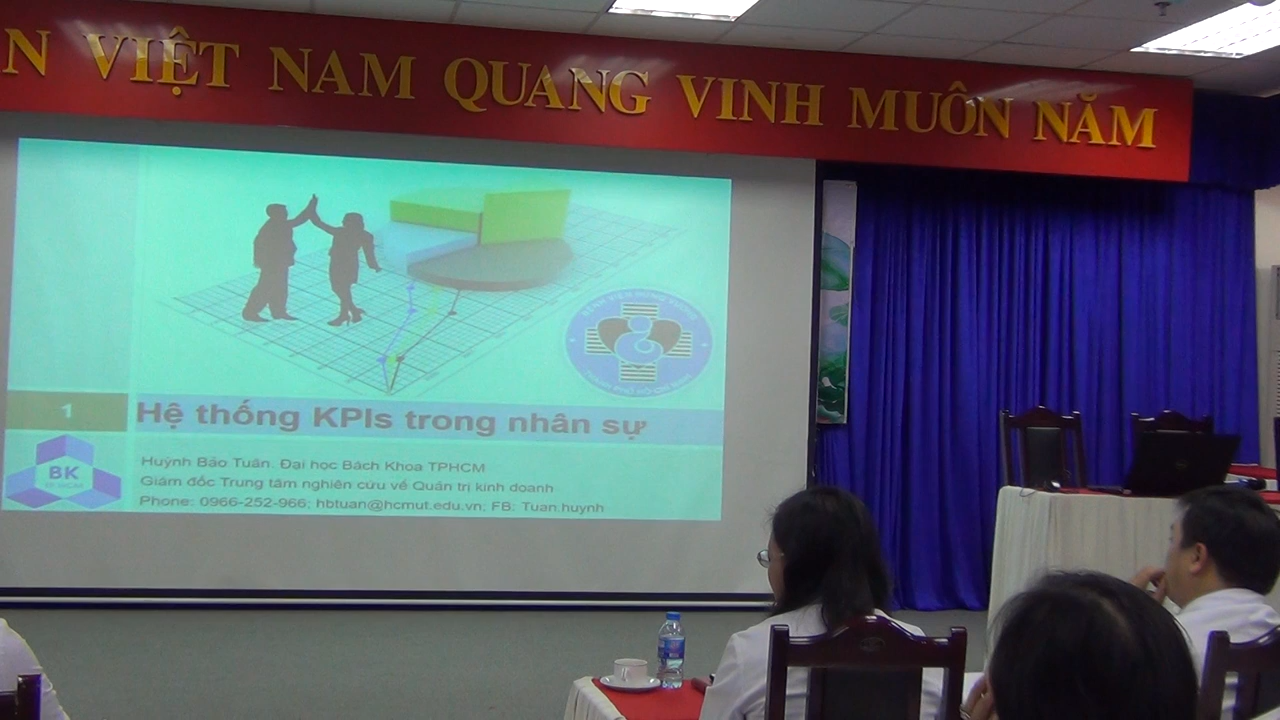 N VIỆT NAM QUANG VINH MUÔN NĂM
1
Hệ thống KPIs trong nhân sự
BK
TP.HCM
Huỳnh Bảo Tuân. Đại học Bách Khoa TPHCM
Giám đốc Trung tâm nghiên cứu về Quản trị kinh doanh
Phone: 0966-252-966; hbtuan@hcmut.edu.vn; FB: Tuan.huynh